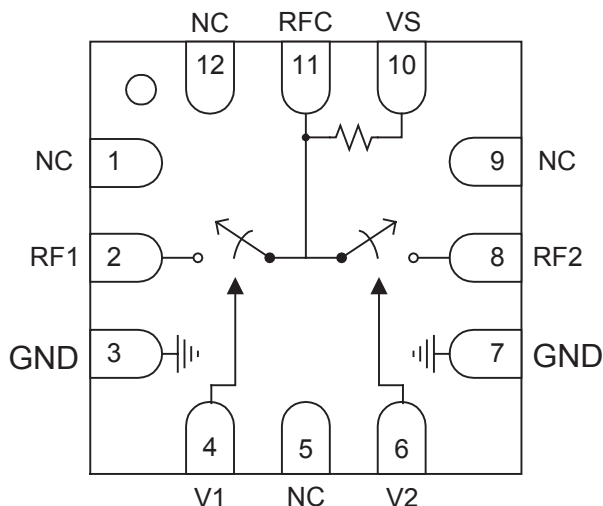 NC RFC VS
12 11 10
NC 1 9 NC
RF1 2 8 RF2
GND 3 7 GND
4 5 6
V1 NC V2